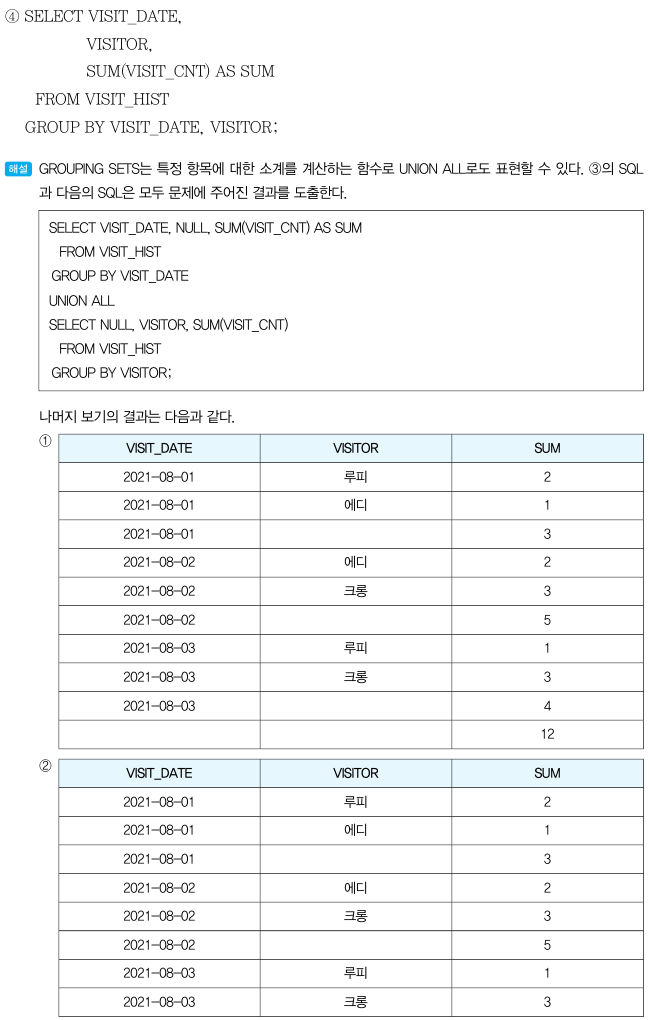 ④ SELECT VISIT_DATE,
VISITOR,
SUM(VISIT_CNT) AS SUM
FROM VISIT_HIST
GROUP BY VISIT_DATE, VISITOR;
해설 GROUPING SETS는 특정 항목에 대한 소계를 계산하는 함수로 UNION ALL로도 표현할 수 있다. ③의 SQL
과 다음의 SQL은 모두 문제에 주어진 결과를 도출한다.
SELECT VISIT_DATE, NULL, SUM(VISIT_CNT) AS SUM
FROM VISIT_HIST
GROUP BY VISIT_DATE
UNION ALL
SELECT NULL, VISITOR, SUM(VISIT_CNT)
FROM VISIT_HIST
GROUP BY VISITOR;
나머지 보기의 결과는 다음과 같다.
①
VISIT_DATE VISITOR SUM
2021-08-01 루피 2
2021-08-01 에디 1
2021-08-01 3
2021-08-02 에디 2
2021-08-02 크롱 3
2021-08-02 5
2021-08-03 루피 1
2021-08-03 크롱 3
2021-08-03 4
12
②
VISIT_DATE VISITOR SUM
2021-08-01 루피 2
2021-08-01 에디 1
2021-08-01 3
2021-08-02 에디 2
2021-08-02 크롱 3
2021-08-02 5
2021-08-03 루피 1
2021-08-03 크롱 3